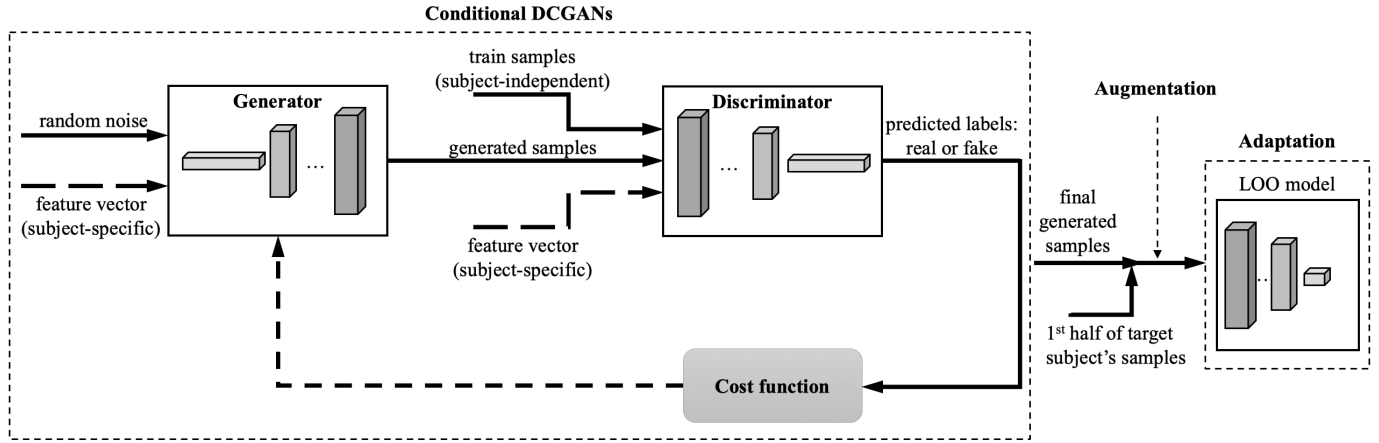 Conditional DCGANs
train samples
(subject-independent)
Generator
Discriminator
Augmentation
random noise
predicted labels:
real or fake
generated samples
Adaptation
...
...
LOO model
feature vector
(subject-specific)
final
generated
samples
feature vector
(subject-specific)
..
1st half of target
subject's samples
Cost function